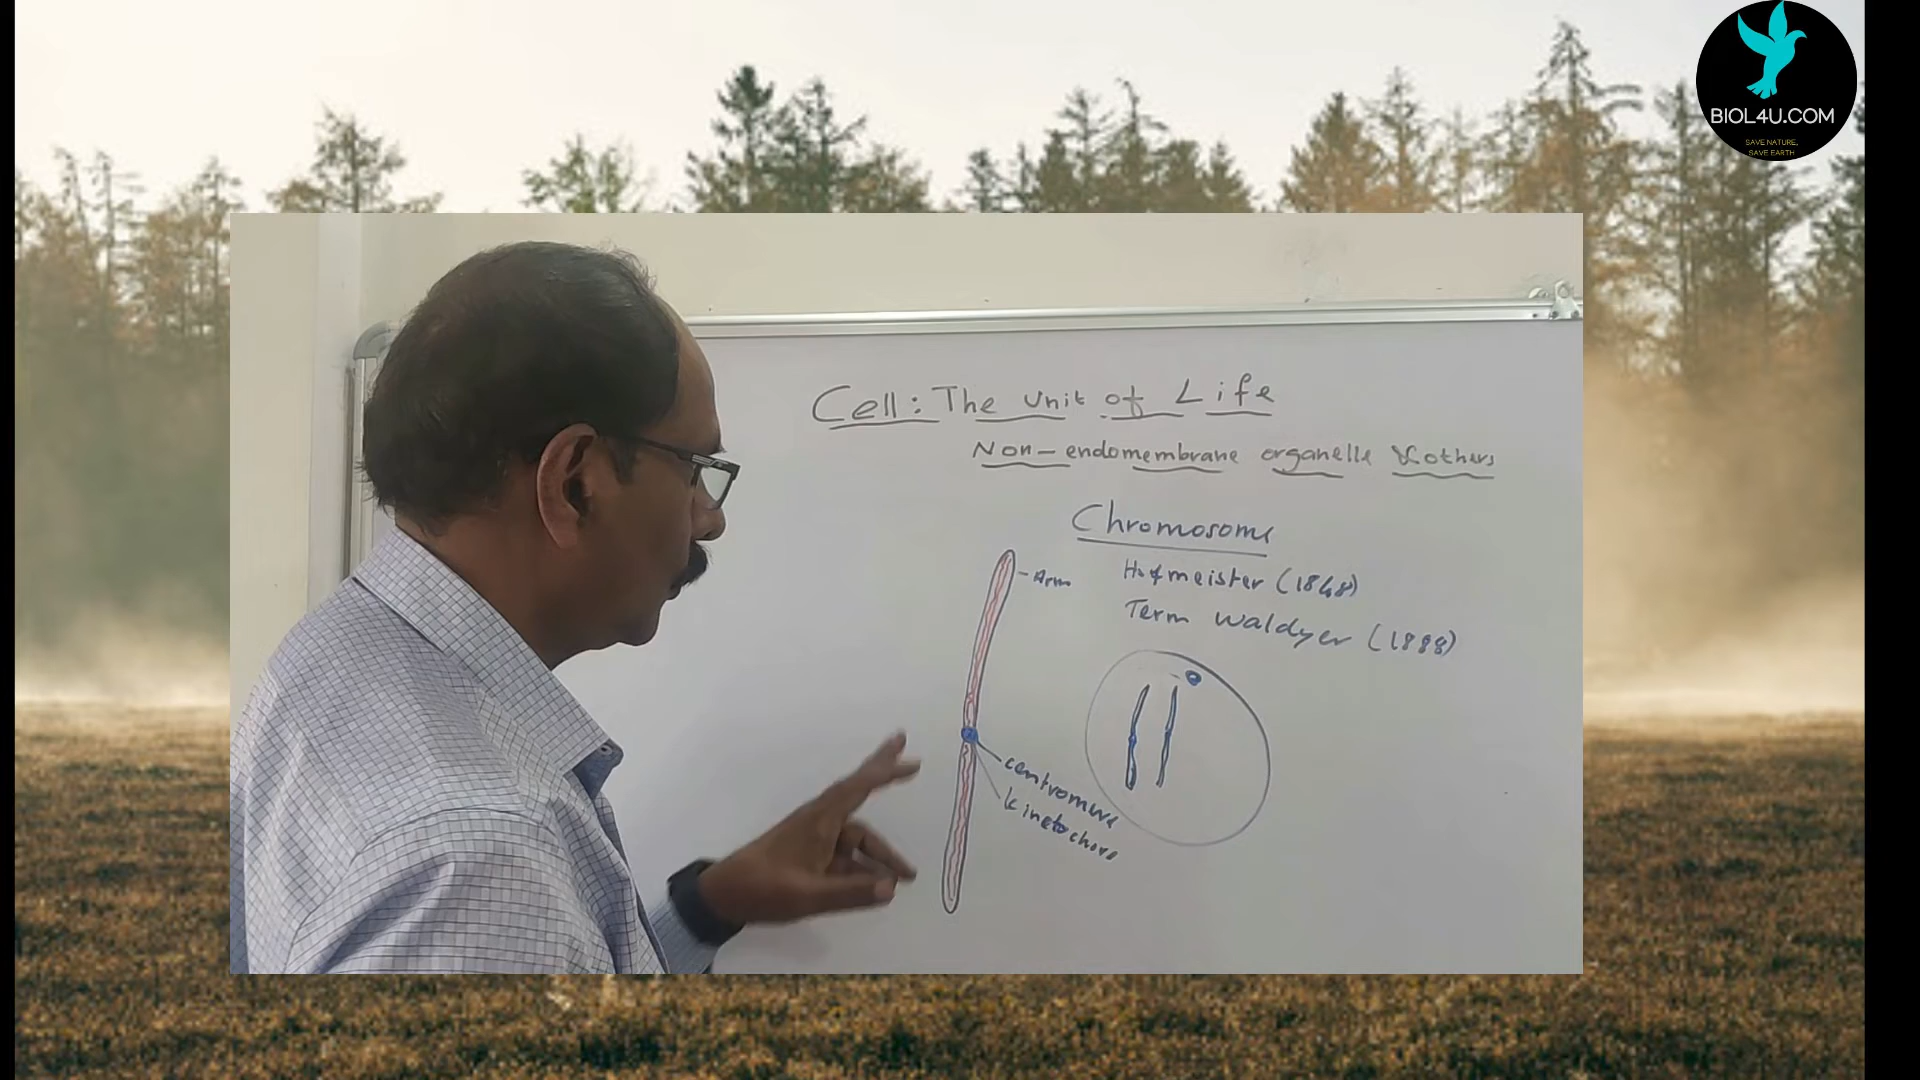 BIOL4U.COM
SAVE NATURE,
SAVE EARTH
Cell: The Unit of Life
Non-endomembrane organelle & others
Chromosome
Arm
Hofmeister (1848)
Term Waldyer (1888)
centromere
kinetochore